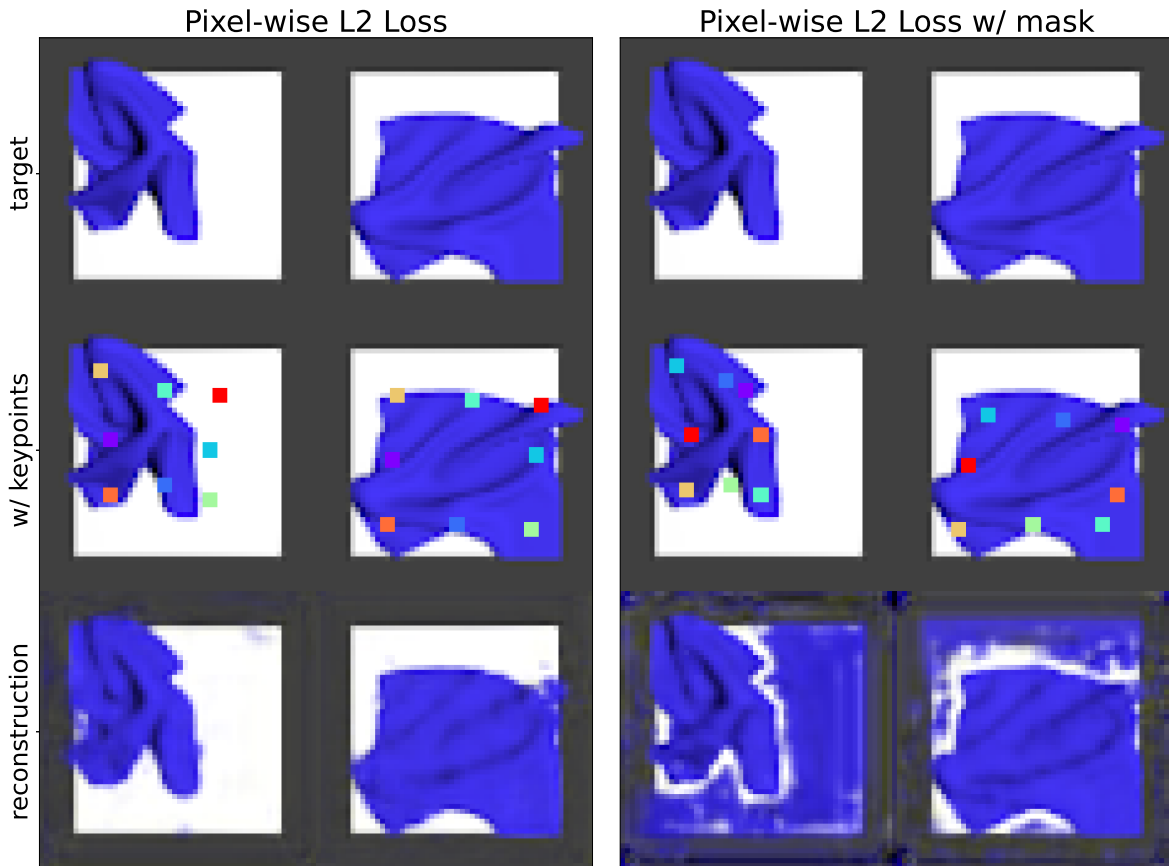 Pixel-wise L2 Loss
Pixel-wise L2 Loss w/ mask
target
w/ keypoints
reconstruction